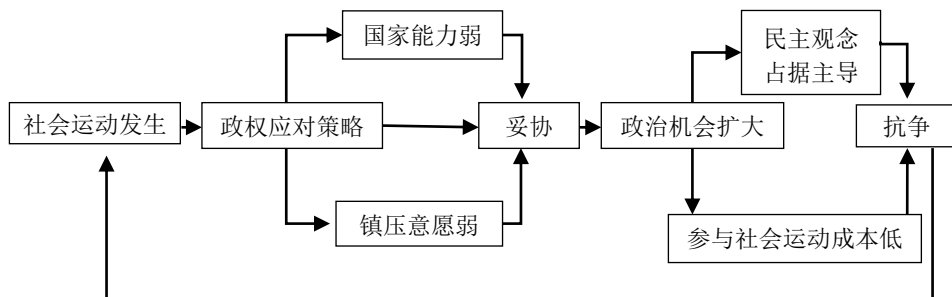 国家能力弱
民主观念
占据主导
社会运动发生
政权应对策略
妥协
政治机会扩大
抗争
镇压意愿弱
参与社会运动成本低